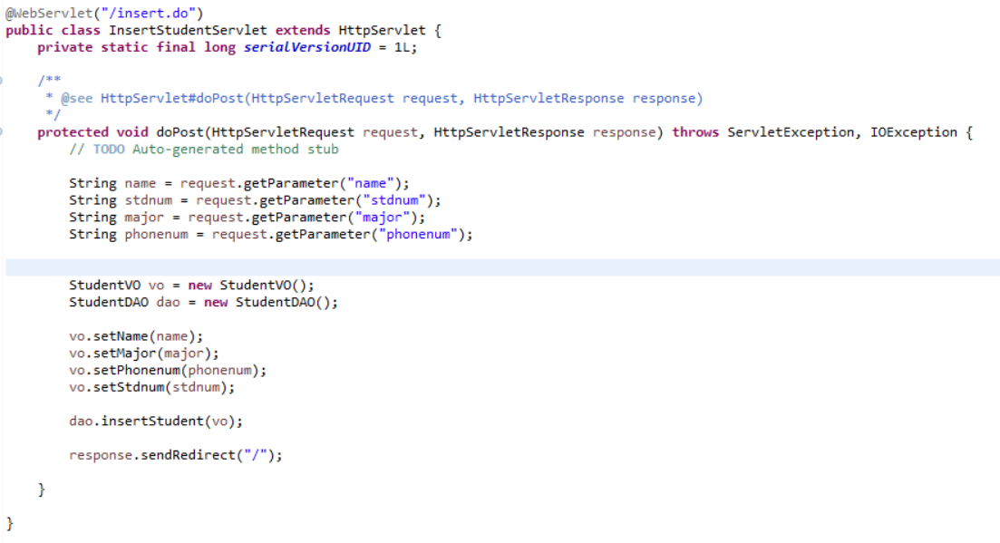 @WebServlet("/insert.do")
public class InsertStudentServlet extends HttpServlet {
private static final long serialVersionUID = 1L;
/**
* @see HttpServlet#doPost(HttpServletRequest request, HttpServletResponse response)
*/
protected void doPost(HttpServletRequest request, HttpServletResponse response) throws ServletException, IOException {
// TODO Auto-generated method stub
String name = request.getParameter("name");
String stdnum = request.getParameter("stdnum");
String major = request.getParameter("major");
String phonenum = request.getParameter("phonenum");
StudentVO vo = new StudentVO();
StudentDAO dao = new StudentDAO();
vo.setName(name);
vo.setMajor(major);
vo.setPhonenum(phonenum);
vo.setStdnum(stdnum);
dao.insertStudent(vo);
response.sendRedirect("/");
}
}